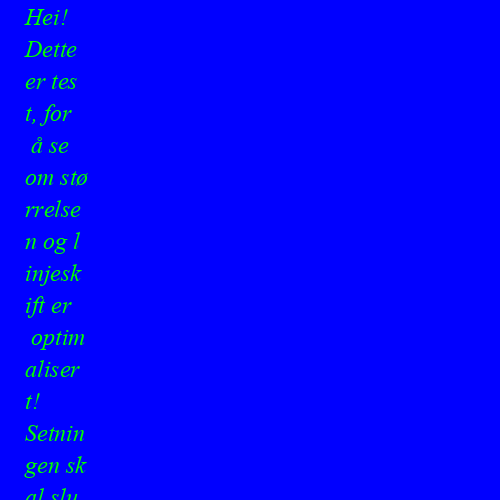 Hei!
Dette
er tes
t, for
å se
om stø
rrelse
n og l
injesk
ift er
optim
aliser
t!
Setnin
gen sk
al slu